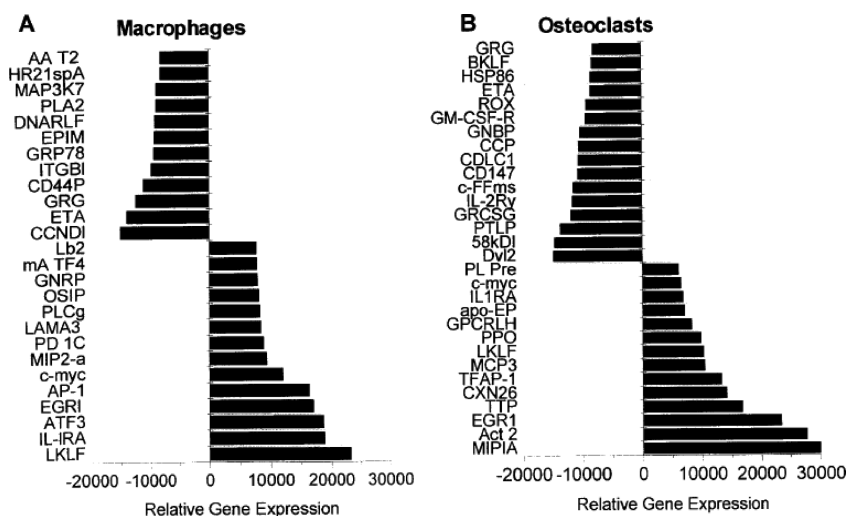 A
Macrophages
AA T2
HR21spA
MAP3K7
PLA2
DNARLF
EPIM
GRP78
ITGBI
CD44P
GRG
ETA
CCNDI
Lb2
mA TF4
GNRP
OSIP
PLCg
LAMA3
PD 1C
MIP2-a
c-myc
AP-1
EGRI
ATF3
IL-IRA
LKLF
-20000 -10000 0 10000 20000 30000
Relative Gene Expression
B
Osteoclasts
GRG
BKLF
HSP86
ETA
ROX
GM-CSF-R
GNBP
CCP
CDLC1
CD147
c-FFms
IL-2Rγ
GRCSG
PTLP
58kDI
Dvl2
PL Pre
c-myc
IL1RA
apo-EP
GPCRLH
PPO
LKLF
MCP3
TFAP-1
CXN26
TTP
EGR1
Act 2
MIPIA
-20000 -10000 0 10000 20000 30000
Relative Gene Expression